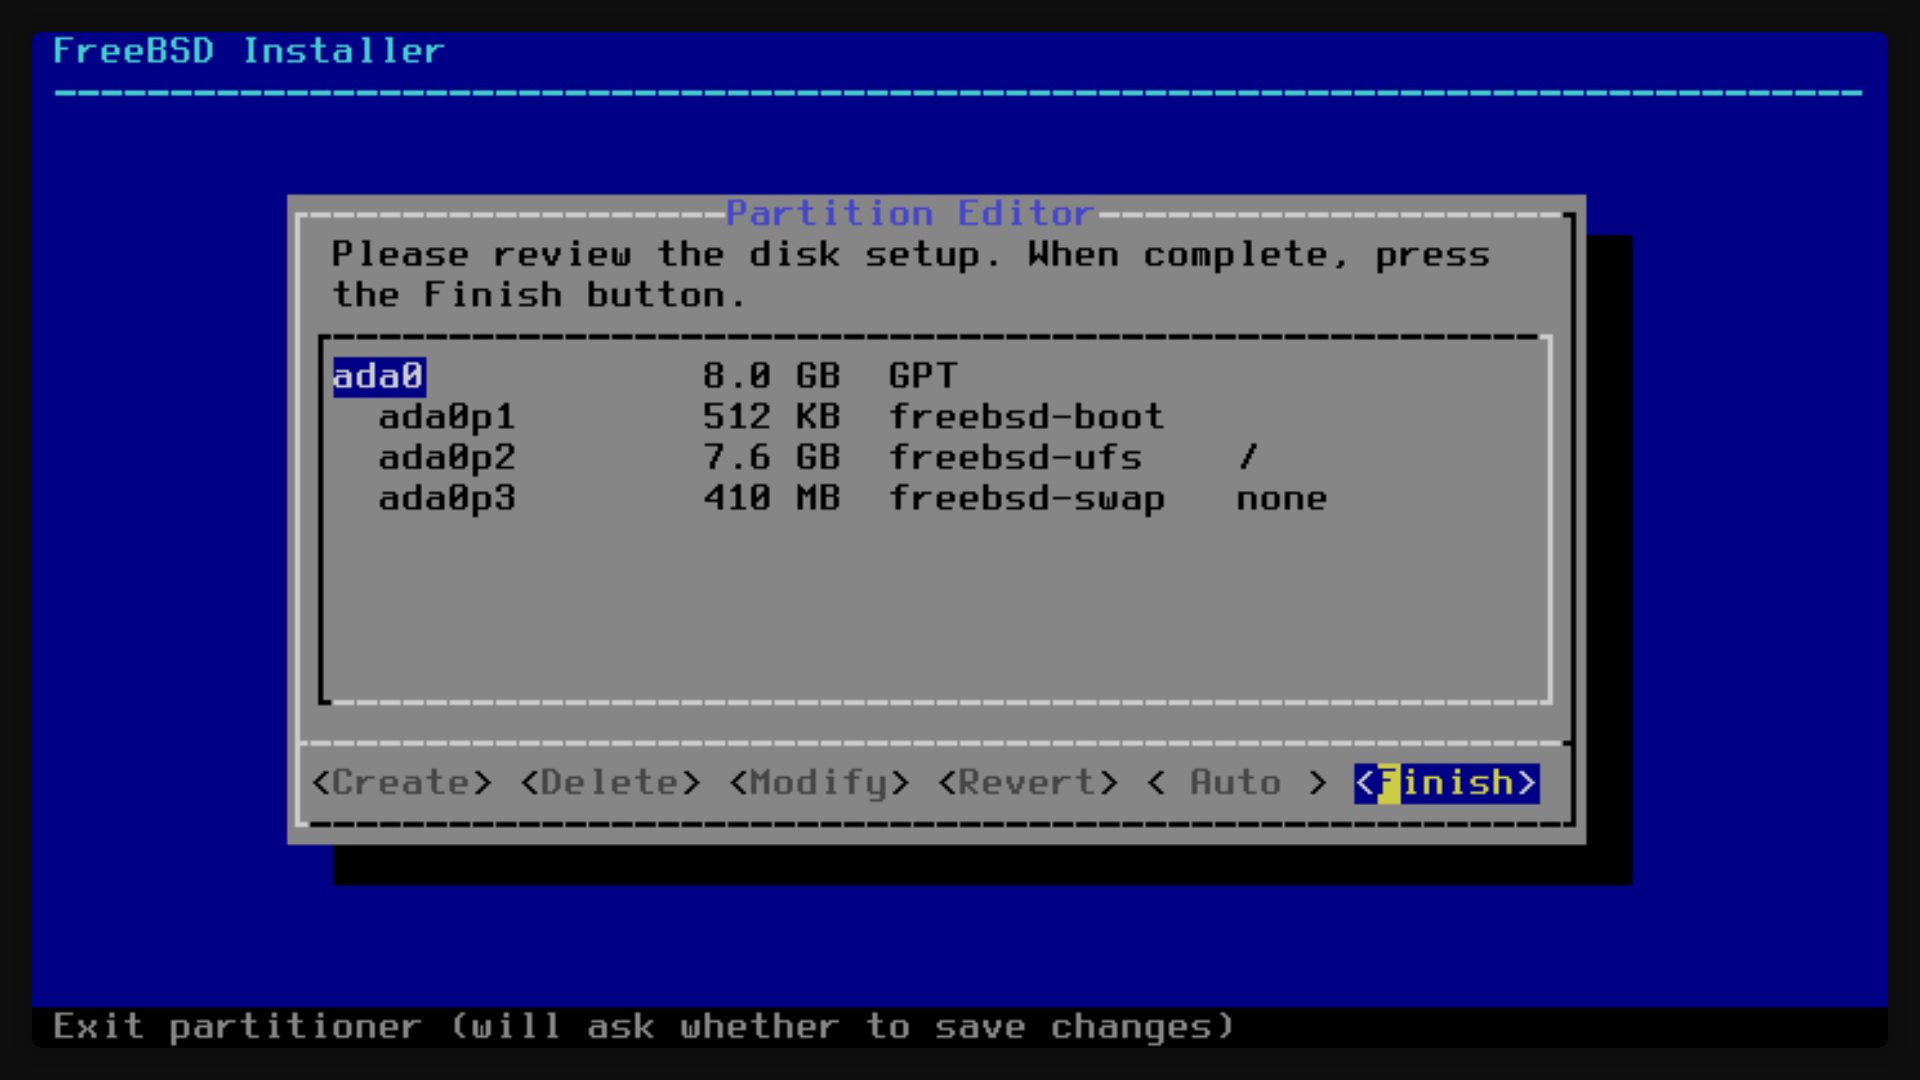 FreeBSD Installer
Partition Editor
Please review the disk setup. When complete, press
the Finish button.
ada0 8.0 GB GPT
ada0p1 512 KB freebsd-boot
ada0p2 7.6 GB freebsd-ufs /
ada0p3 410 MB freebsd-swap none
<Create> <Delete> <Modify> <Revert> < Auto > <Finish>
Exit partitioner (will ask whether to save changes)